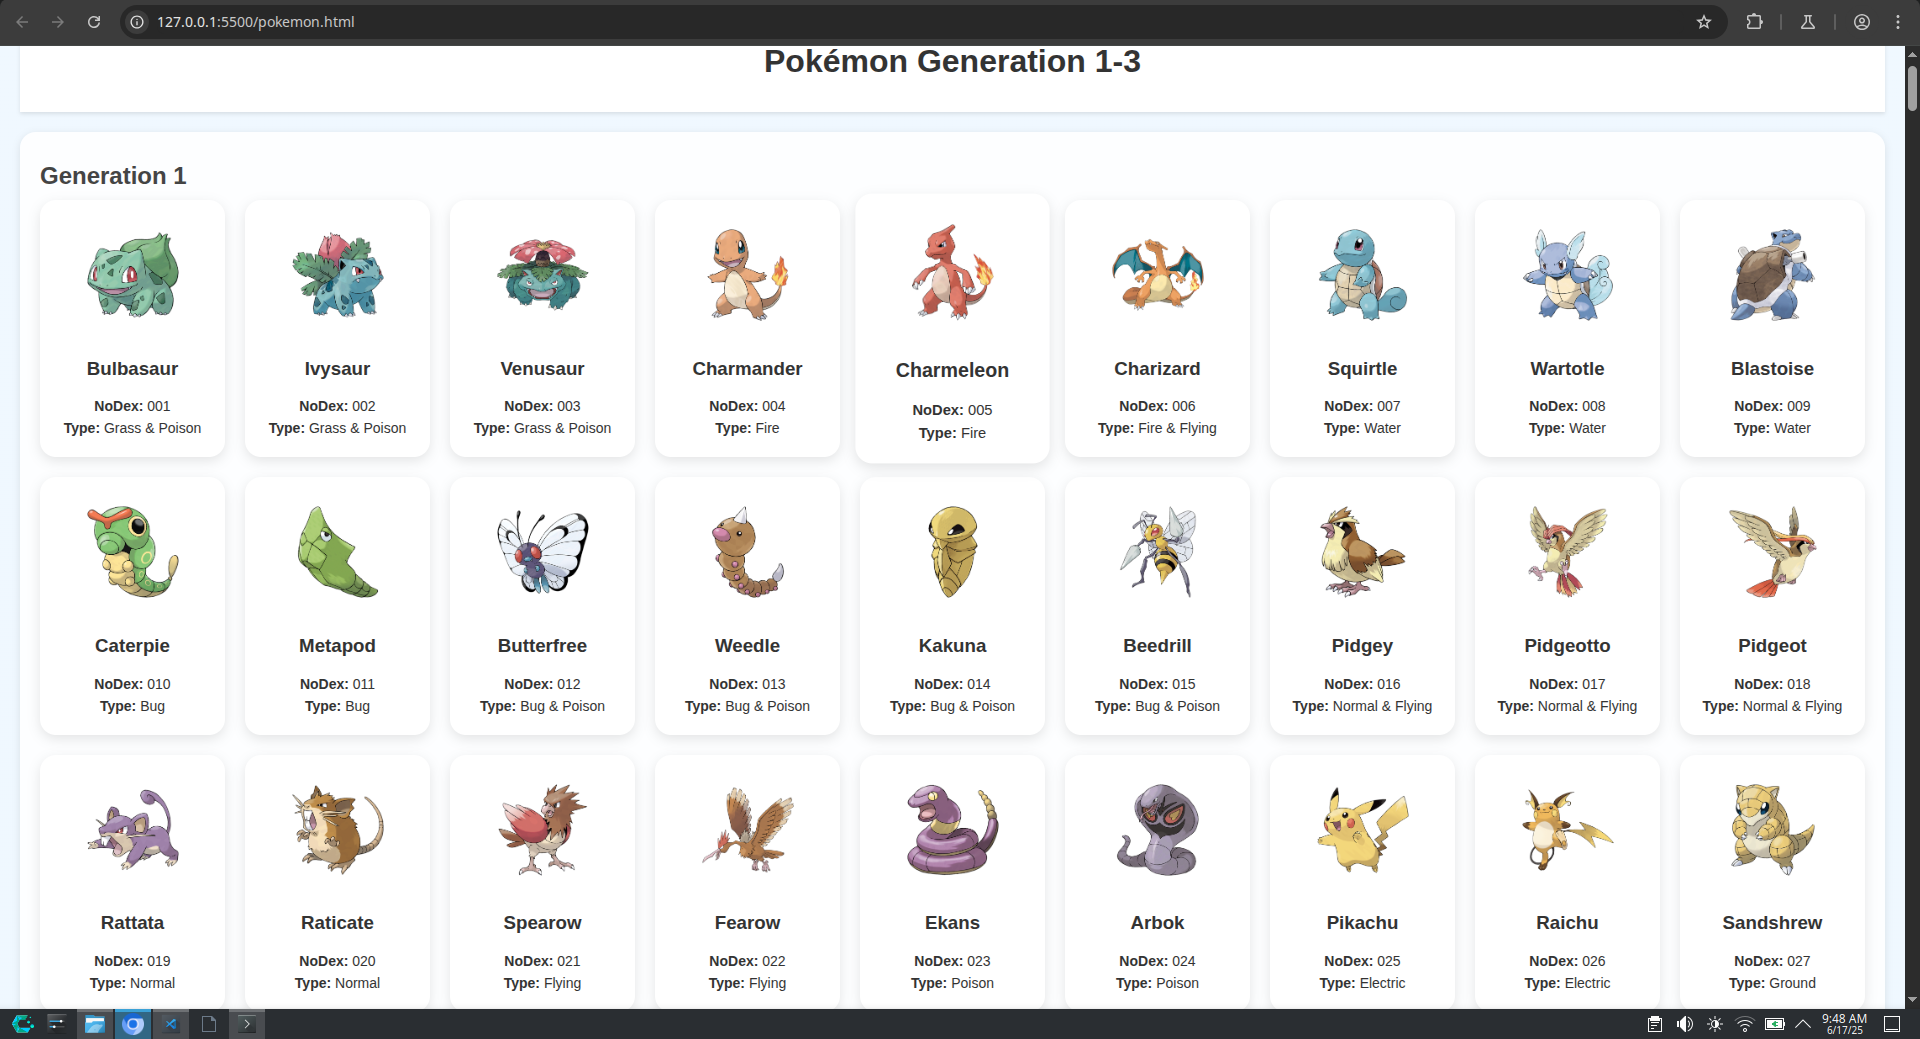 127.0.0.1:5500/pokemon.html
Pokémon Generation 1-3
Generation 1
Bulbasaur
NoDex: 001
Type: Grass & Poison
Ivysaur
NoDex: 002
Type: Grass & Poison
Venusaur
NoDex: 003
Type: Grass & Poison
Charmander
NoDex: 004
Type: Fire
Charmeleon
NoDex: 005
Type: Fire
Charizard
NoDex: 006
Type: Fire & Flying
Squirtle
NoDex: 007
Type: Water
Wartotle
NoDex: 008
Type: Water
Blastoise
NoDex: 009
Type: Water
Caterpie
NoDex: 010
Type: Bug
Metapod
NoDex: 011
Type: Bug
Butterfree
NoDex: 012
Type: Bug & Poison
Weedle
NoDex: 013
Type: Bug & Poison
Kakuna
NoDex: 014
Type: Bug & Poison
Beedrill
NoDex: 015
Type: Bug & Poison
Pidgey
NoDex: 016
Type: Normal & Flying
Pidgeotto
NoDex: 017
Type: Normal & Flying
Pidgeot
NoDex: 018
Type: Normal & Flying
Rattata
NoDex: 019
Type: Normal
Raticate
NoDex: 020
Type: Normal
Spearow
NoDex: 021
Type: Flying
Fearow
NoDex: 022
Type: Flying
Ekans
NoDex: 023
Type: Poison
Arbok
NoDex: 024
Type: Poison
Pikachu
NoDex: 025
Type: Electric
Raichu
NoDex: 026
Type: Electric
Sandshrew
NoDex: 027
Type: Ground
9:48 AM
6/17/25